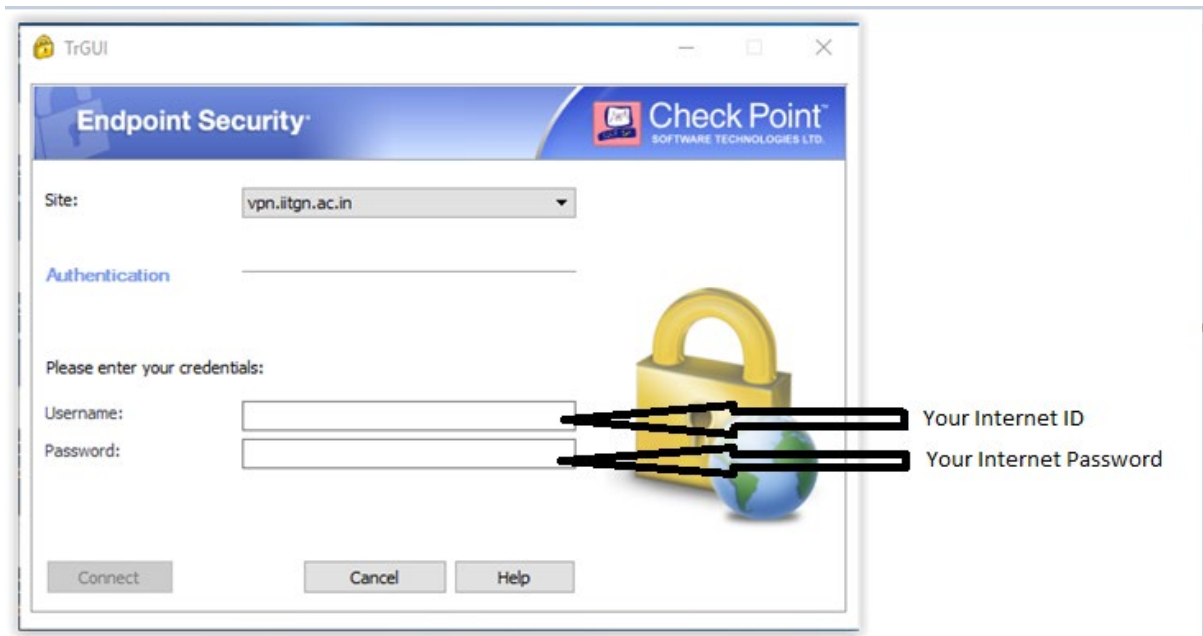 TrGUI
Endpoint Security
Check Point™
SOFTWARE TECHNOLOGIES LTD.
Site:
vpn.iitgn.ac.in
Authentication
Please enter your credentials:
Username:
Your Internet ID
Password:
Your Internet Password
Connect
Cancel
Help